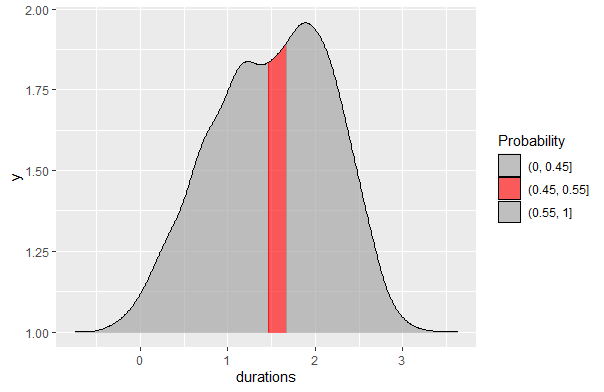 2.00
1.75
1.50
1.25
1.00
y
0 1 2 3
durations
Probability
(0, 0.45]
(0.45, 0.55]
(0.55, 1]